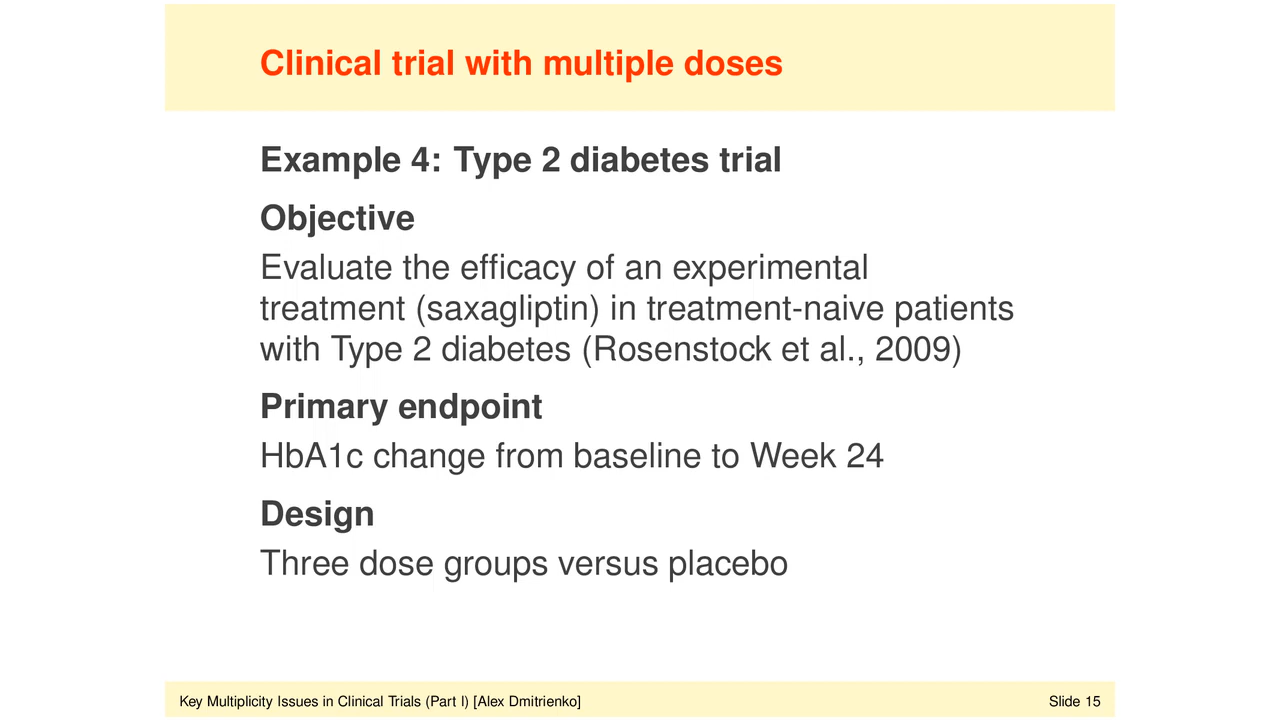 Clinical trial with multiple doses
Example 4: Type 2 diabetes trial
Objective
Evaluate the efficacy of an experimental
treatment (saxagliptin) in treatment-naive patients
with Type 2 diabetes (Rosenstock et al., 2009)
Primary endpoint
HbA1c change from baseline to Week 24
Design
Three dose groups versus placebo
Key Multiplicity Issues in Clinical Trials (Part I) [Alex Dmitrienko]
Slide 15